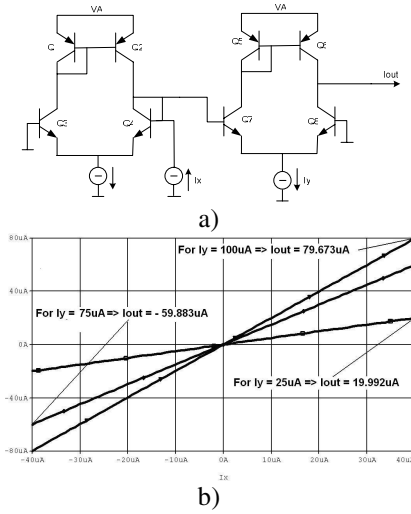 VA
VA
Q
Q2
Q5
Q6
Iout
Q3
Q4
Q7
Q8
Ix
Iy
a)
80uA
40uA
0A
-40uA
-80uA
For Iy = 100uA => Iout = 79.673uA
For Iy = 75uA => Iout = - 59.883uA
For Iy = 25uA => Iout = 19.992uA
-40uA
-30uA
-20uA
-10uA
0A
10uA
20uA
30uA
40uA
Ix
b)